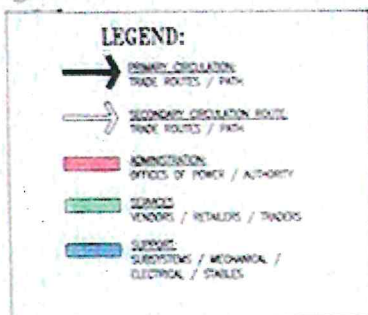 LEGEND:
PRIMARY CIRCULATION:
TRADE ROUTES / PATH
SECONDARY CIRCULATION ROUTE
TRADE ROUTES / PATH
ADMINISTRATION:
OFFICES OF POWER / AUTHORITY
SERVICES
VENDORS / RETAILERS / TRADERS
SUPPORT:
SUBSYSTEMS / MECHANICAL /
ELECTRICAL / STABLES